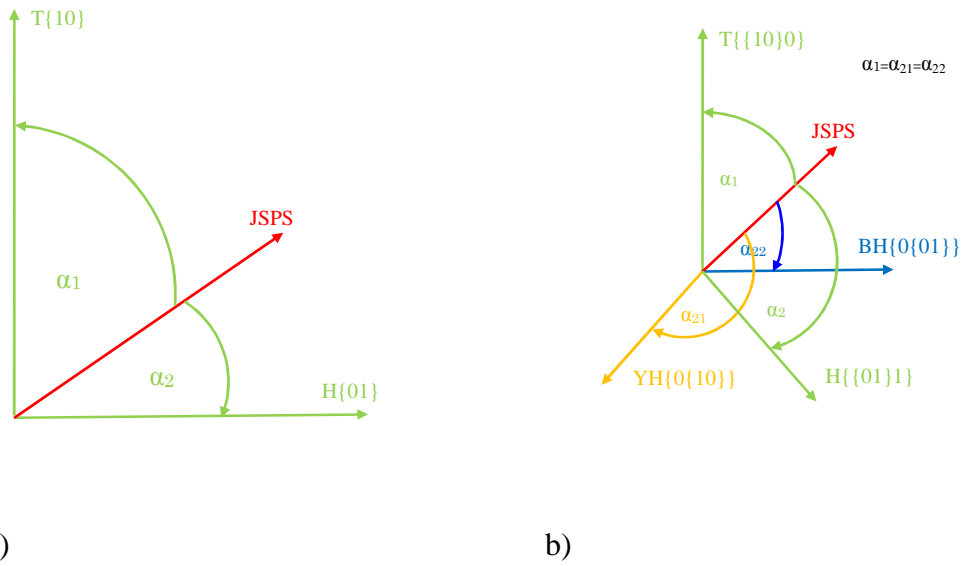 T{10}
JSPS
α1
α2
H{01}
)
T{{10}0}
α1=α21=α22
JSPS
α1
α22
BH{0{01}}
α21
α2
YH{0{10}}
H{{01}1}
b)